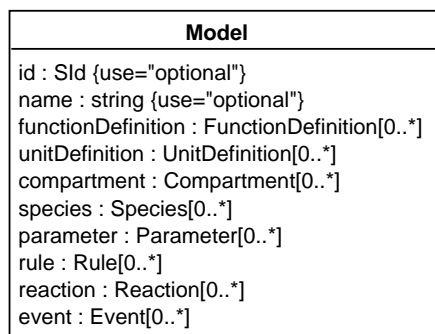 Model
id : SId {use="optional"}
name : string {use="optional"}
functionDefinition : FunctionDefinition[0..*]
unitDefinition : UnitDefinition[0..*]
compartment : Compartment[0..*]
species : Species[0..*]
parameter : Parameter[0..*]
rule : Rule[0..*]
reaction : Reaction[0..*]
event : Event[0..*]